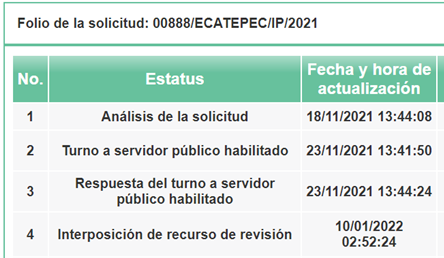 Folio de la solicitud: 00888/ECATEPEC/IP/2021
No. Estatus Fecha y hora de
actualización
1 Análisis de la solicitud 18/11/2021 13:44:08
2 Turno a servidor público habilitado 23/11/2021 13:41:50
3 Respuesta del turno a servidor
público habilitado 23/11/2021 13:44:24
4 Interposición de recurso de revisión 10/01/2022
02:52:24